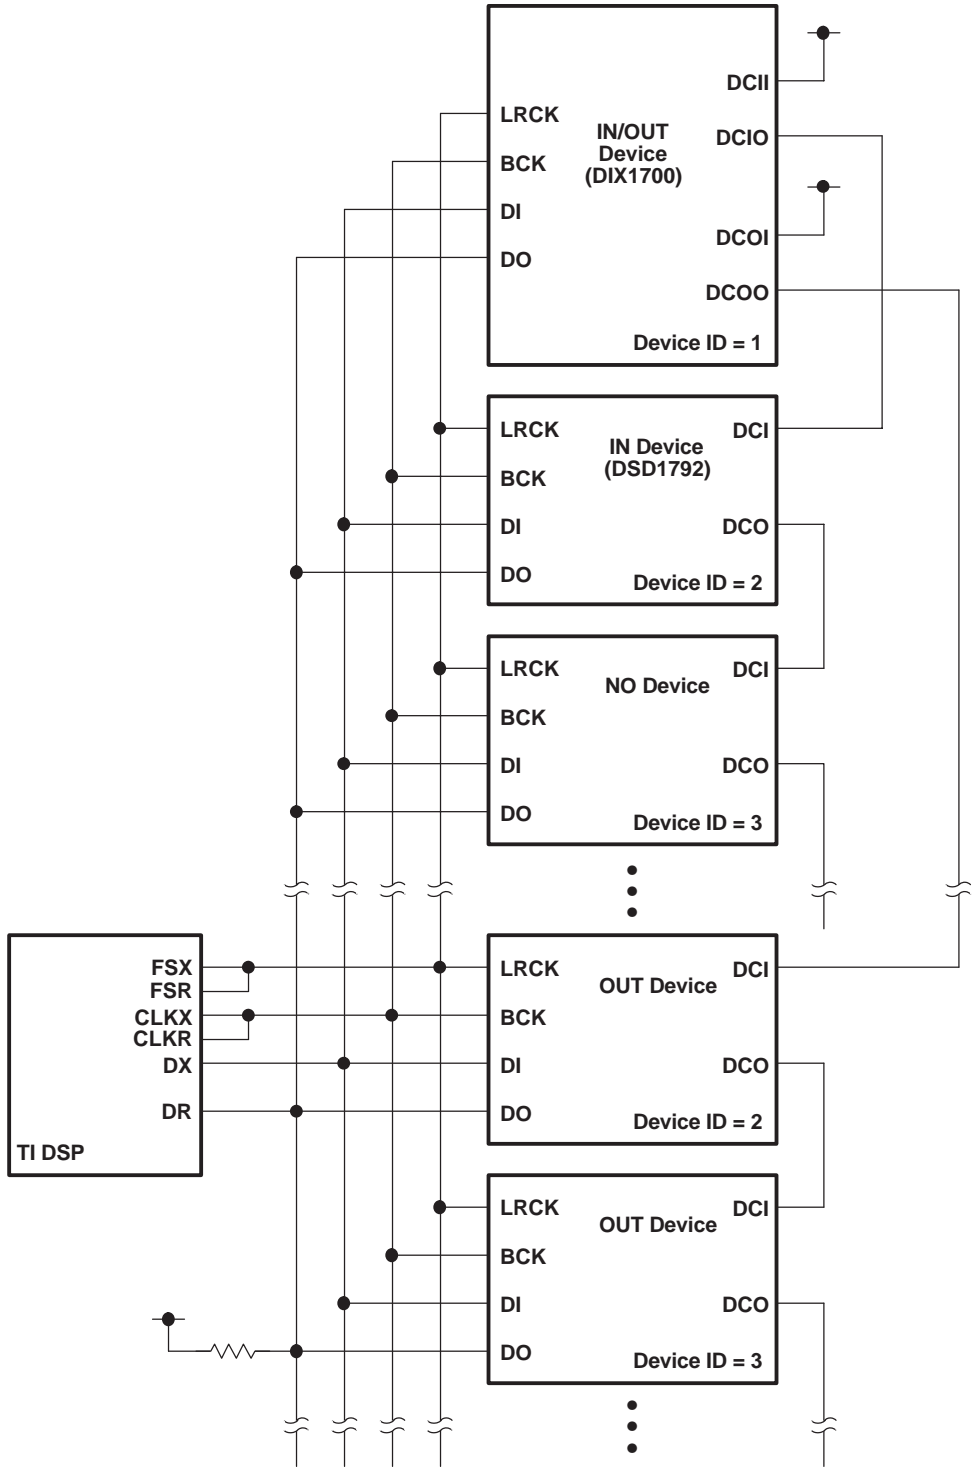 LRCK
BCK
DI
DO
IN/OUT
Device
(DIX1700)
DCII
DCIO
DCOI
DCOO
Device ID = 1
LRCK
BCK
DI
DO
IN Device
(DSD1792)
DCI
DCO
Device ID = 2
LRCK
BCK
DI
DO
NO Device
DCI
DCO
Device ID = 3
FSX
FSR
CLKX
CLKR
DX
DR
TI DSP
LRCK
BCK
DI
DO
OUT Device
DCI
DCO
Device ID = 2
LRCK
BCK
DI
DO
OUT Device
DCI
DCO
Device ID = 3